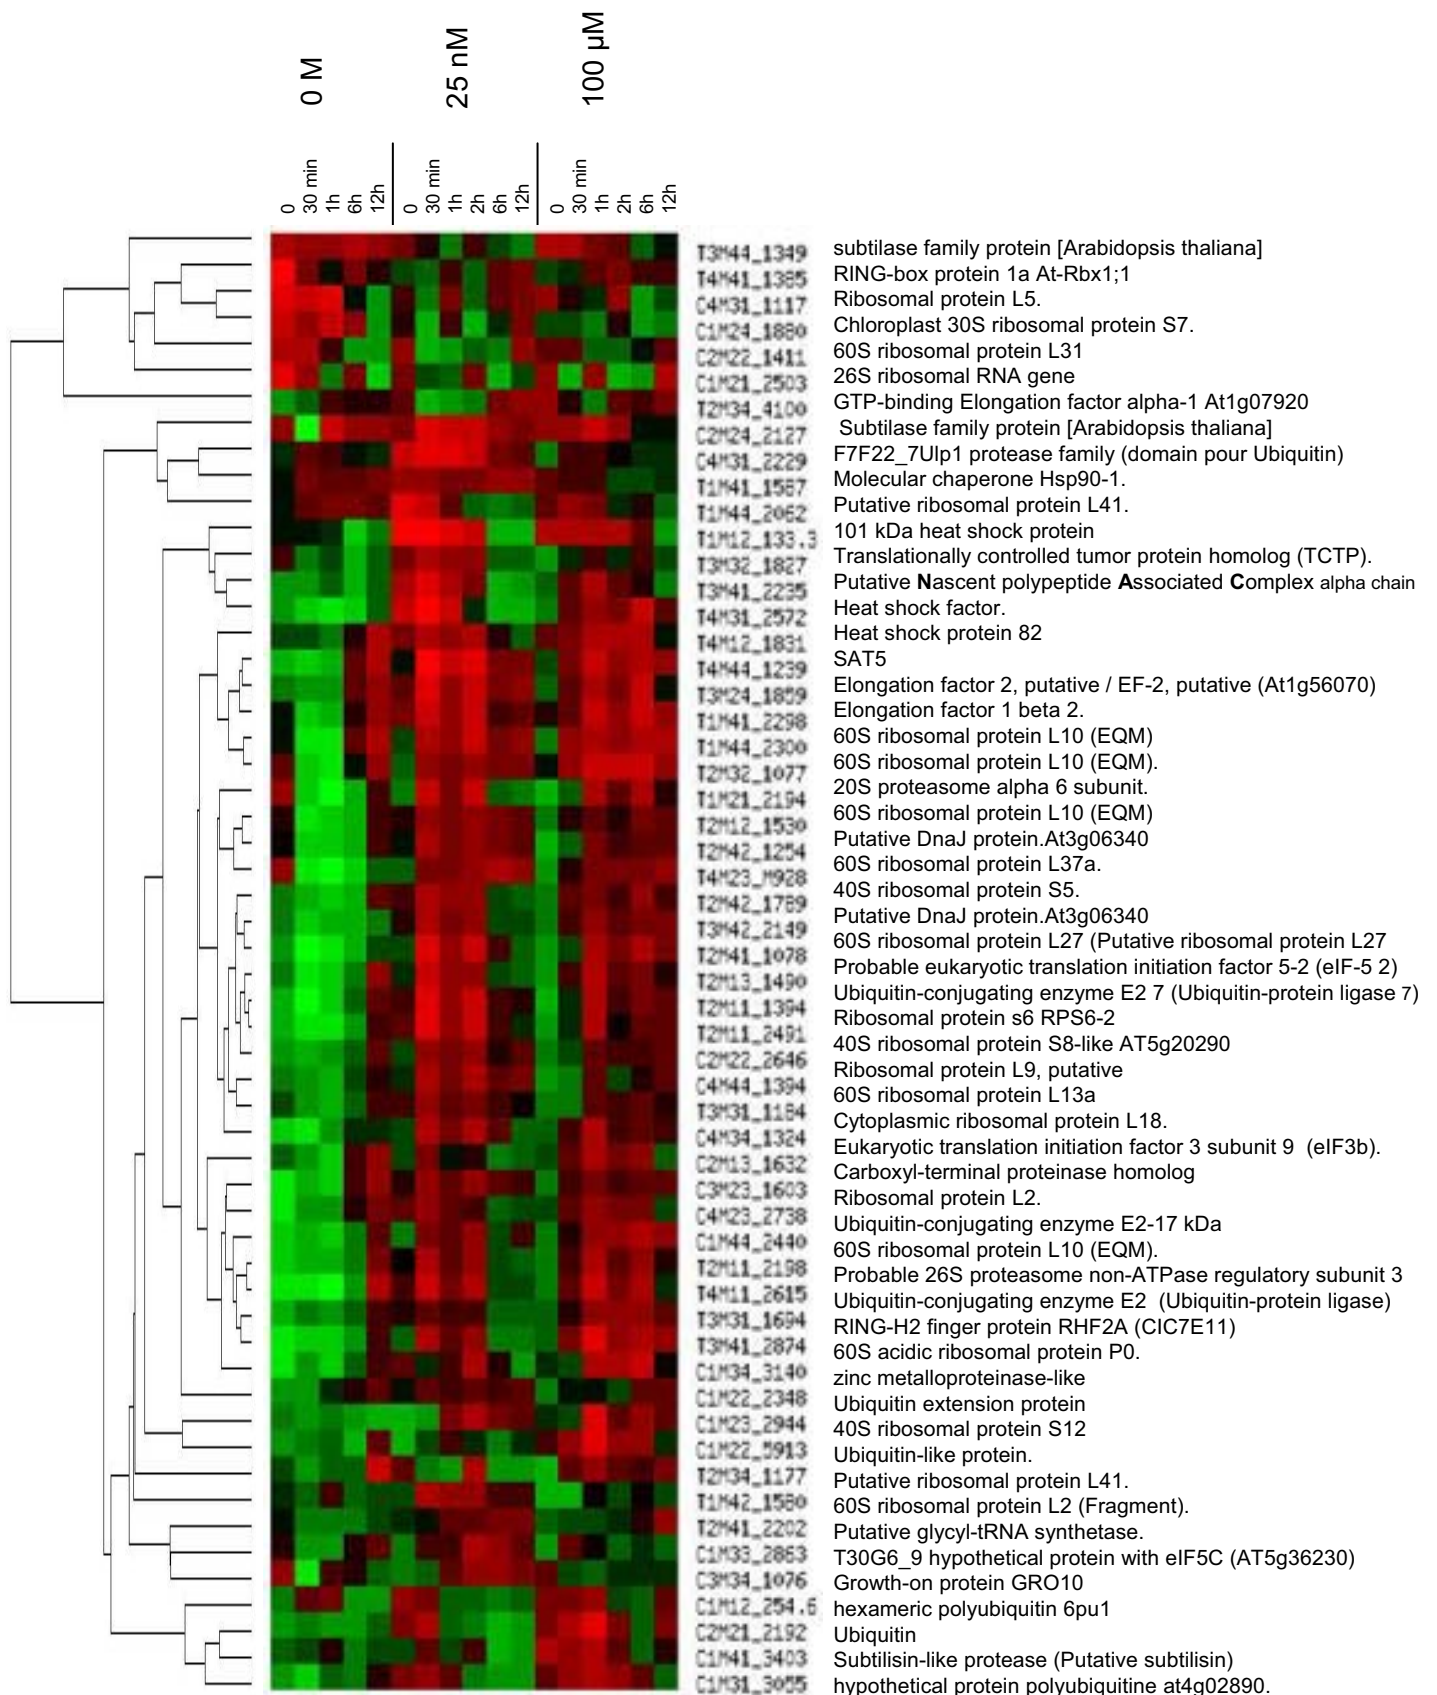 0 M
25 nM
100 µM
0 30 min 1h 6h 12h 0 30 min 1h 2h 6h 12h 0 30 min 1h 2h 6h 12h
T3M44_1349 subtilase family protein [Arabidopsis thaliana]
T4M41_1385 RING-box protein 1a At-Rbx1;1
C4M31_1117 Ribosomal protein L5.
C1M24_1880 Chloroplast 30S ribosomal protein S7.
C2M22_1411 60S ribosomal protein L31
C1M21_2503 26S ribosomal RNA gene
T2M34_4100 GTP-binding Elongation factor alpha-1 At1g07920
C2M24_2127 Subtilase family protein [Arabidopsis thaliana]
C4M31_2229 F7F22_7Ulp1 protease family (domain pour Ubiquitin)
T1M41_1587 Molecular chaperone Hsp90-1.
T1M44_2062 Putative ribosomal protein L41.
T1M12_133.3 101 kDa heat shock protein
T3M32_1827 Translationally controlled tumor protein homolog (TCTP).
T3M41_2235 Putative Nascent polypeptide Associated Complex alpha chain
T4M31_2572 Heat shock factor.
T4M12_1831 Heat shock protein 82
T4M44_1239 SAT5
T3M24_1859 Elongation factor 2, putative / EF-2, putative (At1g56070)
T1M41_2298 Elongation factor 1 beta 2.
T1M44_2300 60S ribosomal protein L10 (EQM)
T2M32_1077 60S ribosomal protein L10 (EQM).
T1M21_2194 20S proteasome alpha 6 subunit.
T2M12_1530 60S ribosomal protein L10 (EQM)
T2M42_1254 Putative DnaJ protein.At3g06340
T4M23_M928 60S ribosomal protein L37a.
T2M42_1789 40S ribosomal protein S5.
T3M42_2149 Putative DnaJ protein.At3g06340
T2M41_1078 60S ribosomal protein L27 (Putative ribosomal protein L27
T2M13_1490 Probable eukaryotic translation initiation factor 5-2 (eIF-5 2)
T2M11_1394 Ubiquitin-conjugating enzyme E2 7 (Ubiquitin-protein ligase 7)
T2M11_2491 Ribosomal protein s6 RPS6-2
C2M22_2646 40S ribosomal protein S8-like AT5g20290
C4M44_1394 Ribosomal protein L9, putative
T3M31_1184 60S ribosomal protein L13a
C4M34_1324 Cytoplasmic ribosomal protein L18.
C2M13_1632 Eukaryotic translation initiation factor 3 subunit 9 (eIF3b).
C3M23_1603 Carboxyl-terminal proteinase homolog
C4M23_2738 Ribosomal protein L2.
C1M44_2440 Ubiquitin-conjugating enzyme E2-17 kDa
T2M11_2198 60S ribosomal protein L10 (EQM).
T4M11_2615 Probable 26S proteasome non-ATPase regulatory subunit 3
T3M31_1694 Ubiquitin-conjugating enzyme E2 (Ubiquitin-protein ligase)
T3M41_2874 RING-H2 finger protein RHF2A (CIC7E11)
C1M34_3140 60S acidic ribosomal protein P0.
C1M22_2348 zinc metalloproteinase-like
C1M23_2944 Ubiquitin extension protein
C1M22_5913 40S ribosomal protein S12
T2M34_1177 Ubiquitin-like protein.
T1M42_1580 Putative ribosomal protein L41.
T2M41_2202 60S ribosomal protein L2 (Fragment).
C1M33_2863 Putative glycyl-tRNA synthetase.
C3M34_1076 T30G6_9 hypothetical protein with eIF5C (AT5g36230)
C1M12_254.6 Growth-on protein GRO10
C2M21_2192 hexameric polyubiquitin 6pu1
C1M41_3403 Ubiquitin
C1M31_3055 Subtilisin-like protease (Putative subtilisin)
hypothetical protein polyubiquitine at4g02890.